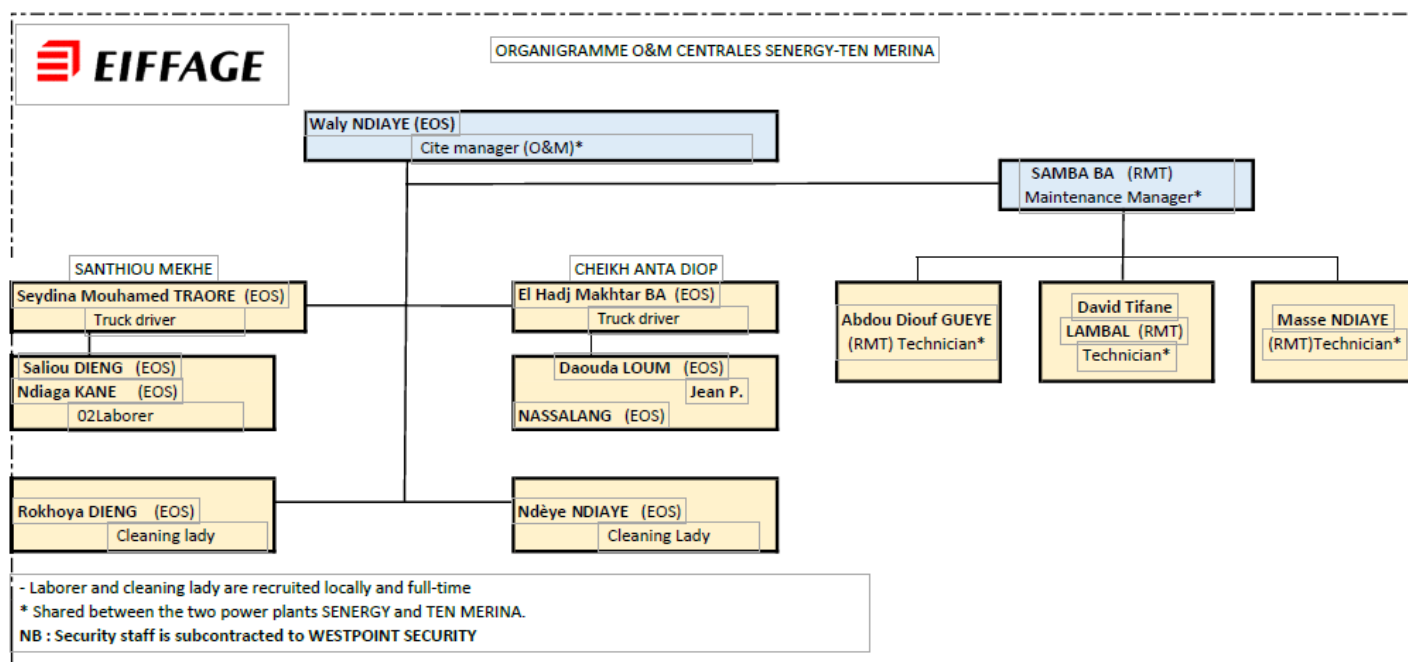 EIFFAGE
ORGANIGRAMME O&M CENTRALES SENERGY-TEN MERINA
Waly NDIAYE (EOS)
Cite manager (O&M)*
SAMBA BA (RMT)
Maintenance Manager*
SANTHIOU MEKHE
Seydina Mouhamed TRAORE (EOS)
Truck driver
Saliou DIENG (EOS)
Ndiaga KANE (EOS)
02Laborer
Rokhoya DIENG (EOS)
Cleaning lady
CHEIKH ANTA DIOP
El Hadj Makhtar BA (EOS)
Truck driver
Daouda LOUM (EOS)
Jean P.
NASSALANG (EOS)
Ndèye NDIAYE (EOS)
Cleaning Lady
Abdou Diouf GUEYE
(RMT) Technician*
David Tifane
LAMBAL (RMT)
Technician*
Masse NDIAYE
(RMT)Technician*
- Laborer and cleaning lady are recruited locally and full-time
* Shared between the two power plants SENERGY and TEN MERINA.
NB : Security staff is subcontracted to WESTPOINT SECURITY